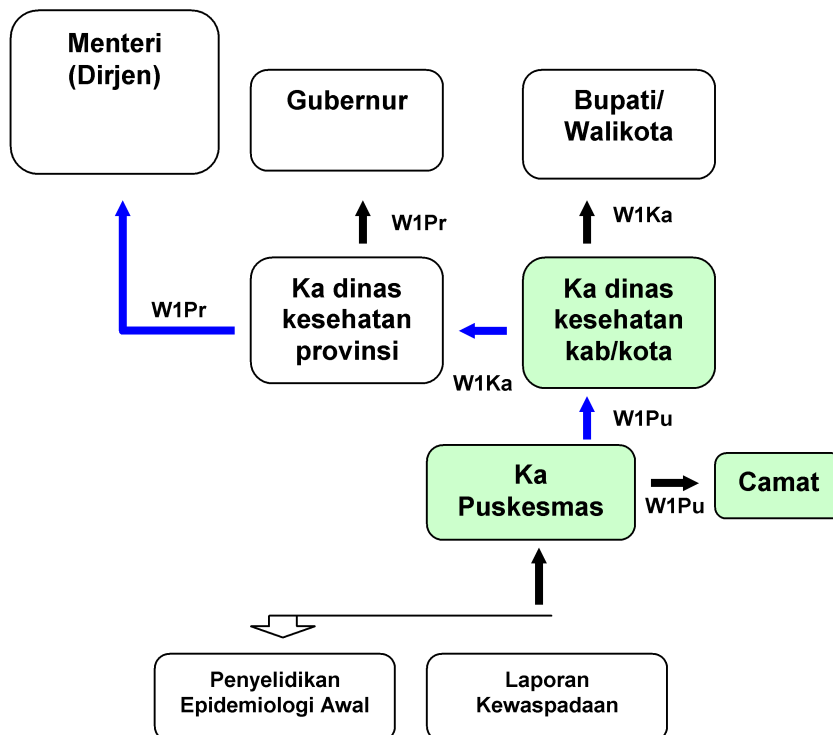 Menteri
(Dirjen)
Gubernur
Bupati/
Walikota
W1Pr
W1Ka
W1Pr
Ka dinas
kesehatan
provinsi
Ka dinas
kesehatan
kab/kota
W1Ka
W1Pu
Ka
Puskesmas
W1Pu
Camat
Penyelidikan
Epidemiologi Awal
Laporan
Kewaspadaan